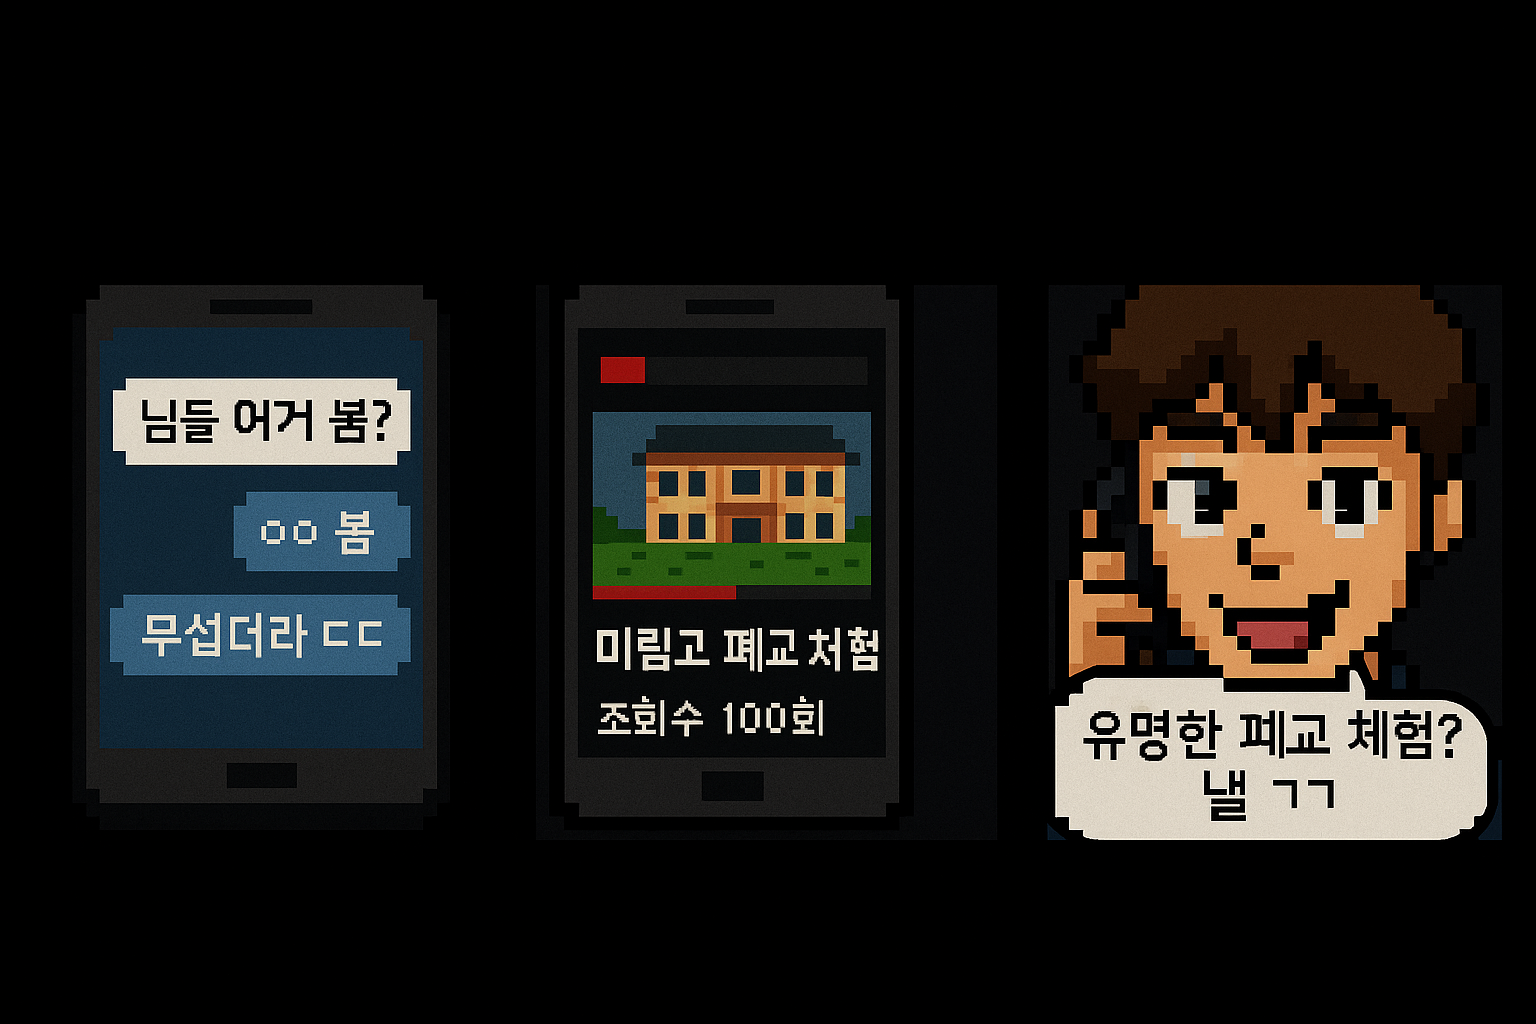 님들 어거 봄?
ㅇㅇ 봄
무섭더라 ㄷㄷ
미림고 폐교 처험
조회수 100회
유명한 폐교 체험?
낼 ㄱㄱ